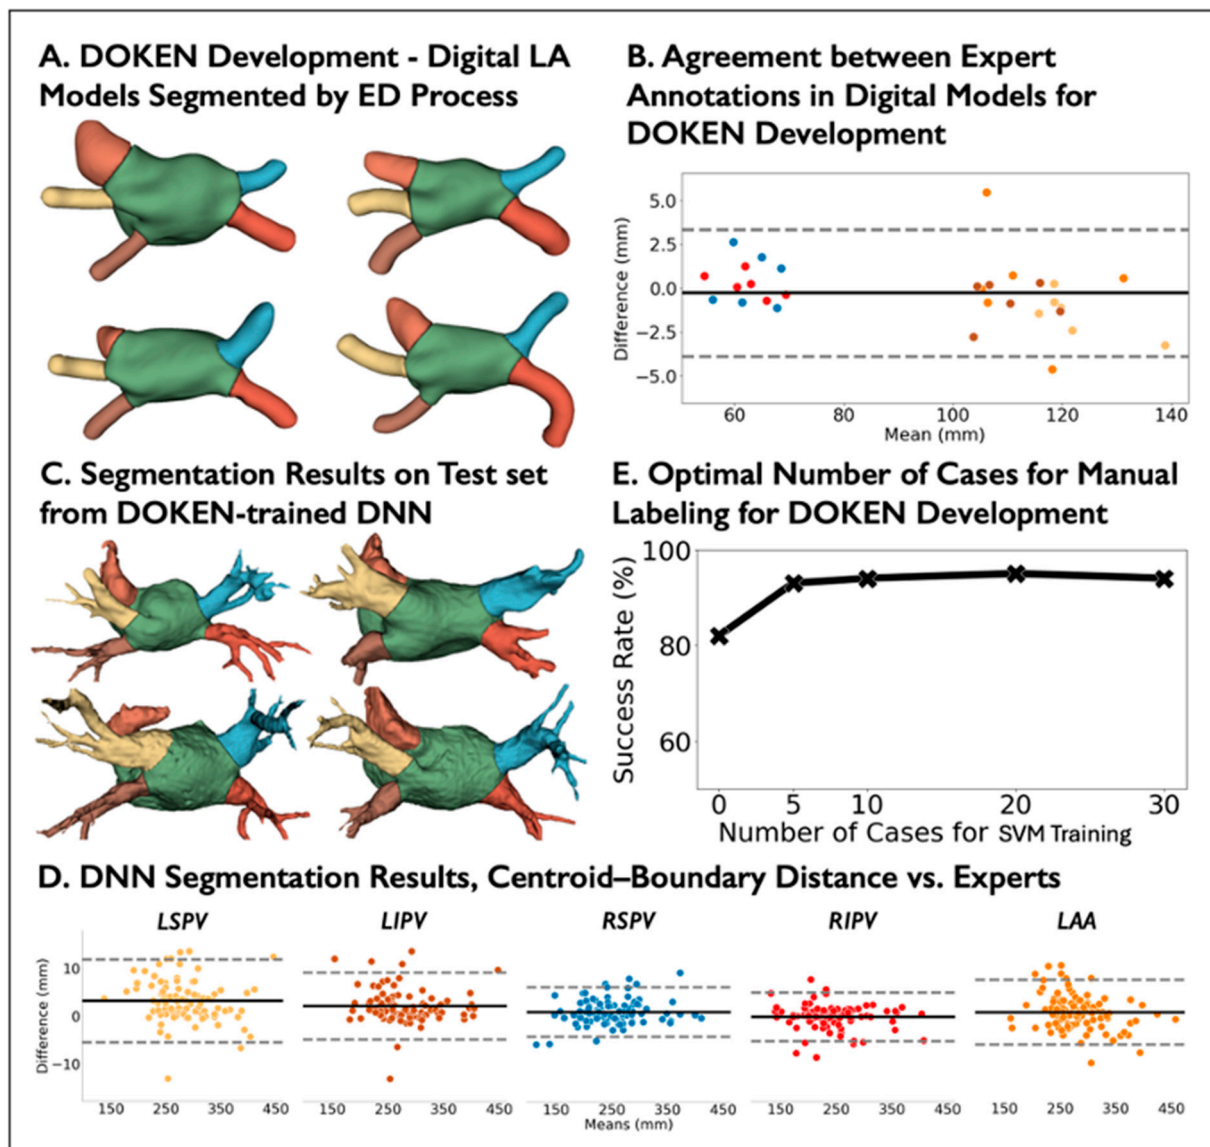 A. DOKEN Development - Digital LA
Models Segmented by ED Process
B. Agreement between Expert
Annotations in Digital Models for
DOKEN Development
Difference (mm)
5.0
2.5
0.0
−2.5
−5.0
60 80 100 120 140
Mean (mm)
C. Segmentation Results on Test set
from DOKEN-trained DNN
E. Optimal Number of Cases for Manual
Labeling for DOKEN Development
Success Rate (%)
100
80
60
0 5 10 20 30
Number of Cases for SVM Training
D. DNN Segmentation Results, Centroid–Boundary Distance vs. Experts
LSPV LIPV RSPV RIPV LAA
Difference (mm)
10
0
−10
150 250 350 450 150 250 350 450 150 250 350 450 150 250 350 450 150 250 350 450
Means (mm)